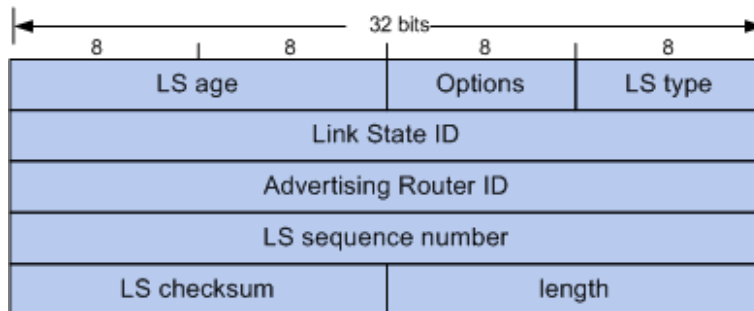 32 bits
8 8 8 8
LS age Options LS type
Link State ID
Advertising Router ID
LS sequence number
LS checksum length